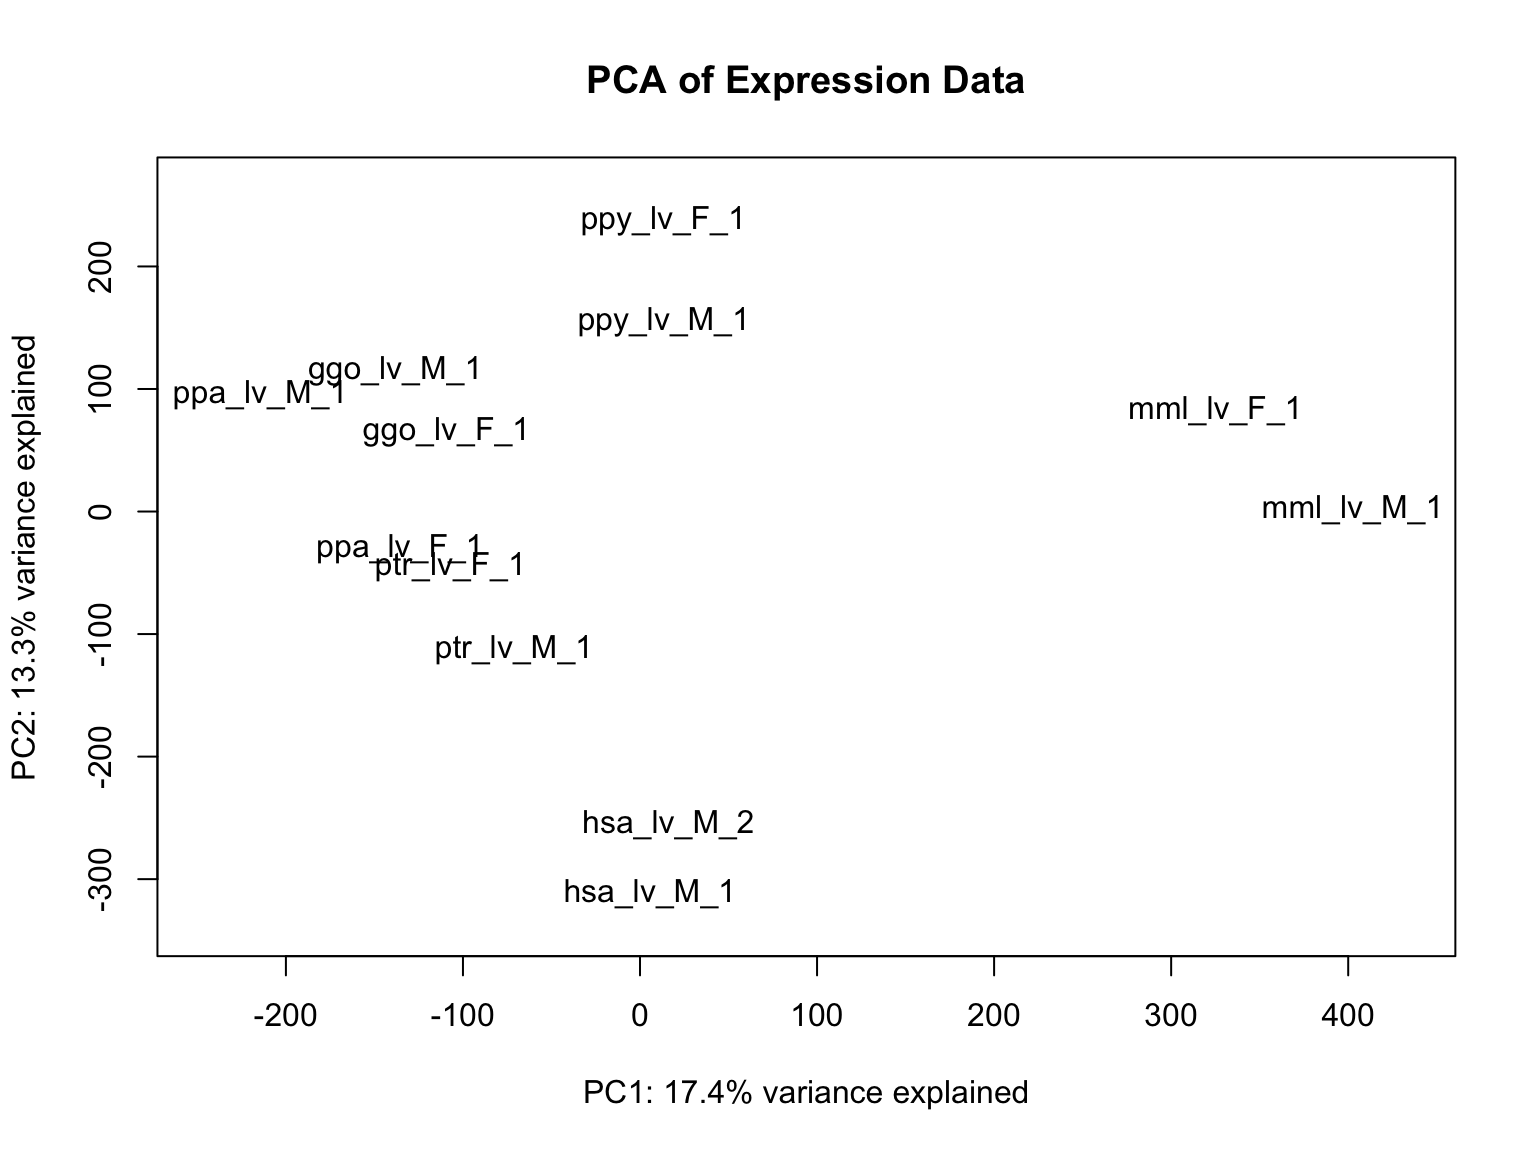 PCA of Expression Data
ppy_lv_F_1
ppy_lv_M_1
ggo_lv_M_1
ppa_lv_M_1
mml_lv_F_1
ggo_lv_F_1
mml_lv_M_1
ppa_lv_F_1
ptr_lv_F_1
ptr_lv_M_1
hsa_lv_M_2
hsa_lv_M_1
200
100
0
-100
-200
-300
PC2: 13.3% variance explained
-200 -100 0 100 200 300 400
PC1: 17.4% variance explained